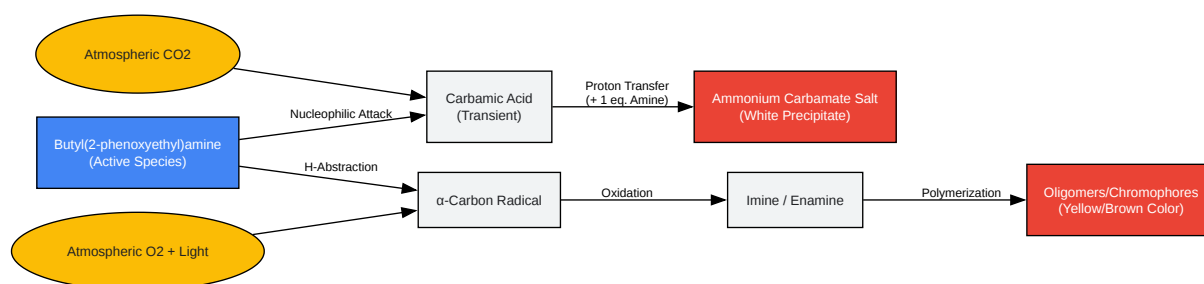 Atmospheric CO2
Butyl(2-phenoxyethyl)amine
(Active Species)
Atmospheric O2 + Light
Nucleophilic Attack
H-Abstraction
Carbamic Acid
(Transient)
Proton Transfer
(+ 1 eq. Amine)
Ammonium Carbamate Salt
(White Precipitate)
α-Carbon Radical
Oxidation
Imine / Enamine
Polymerization
Oligomers/Chromophores
(Yellow/Brown Color)